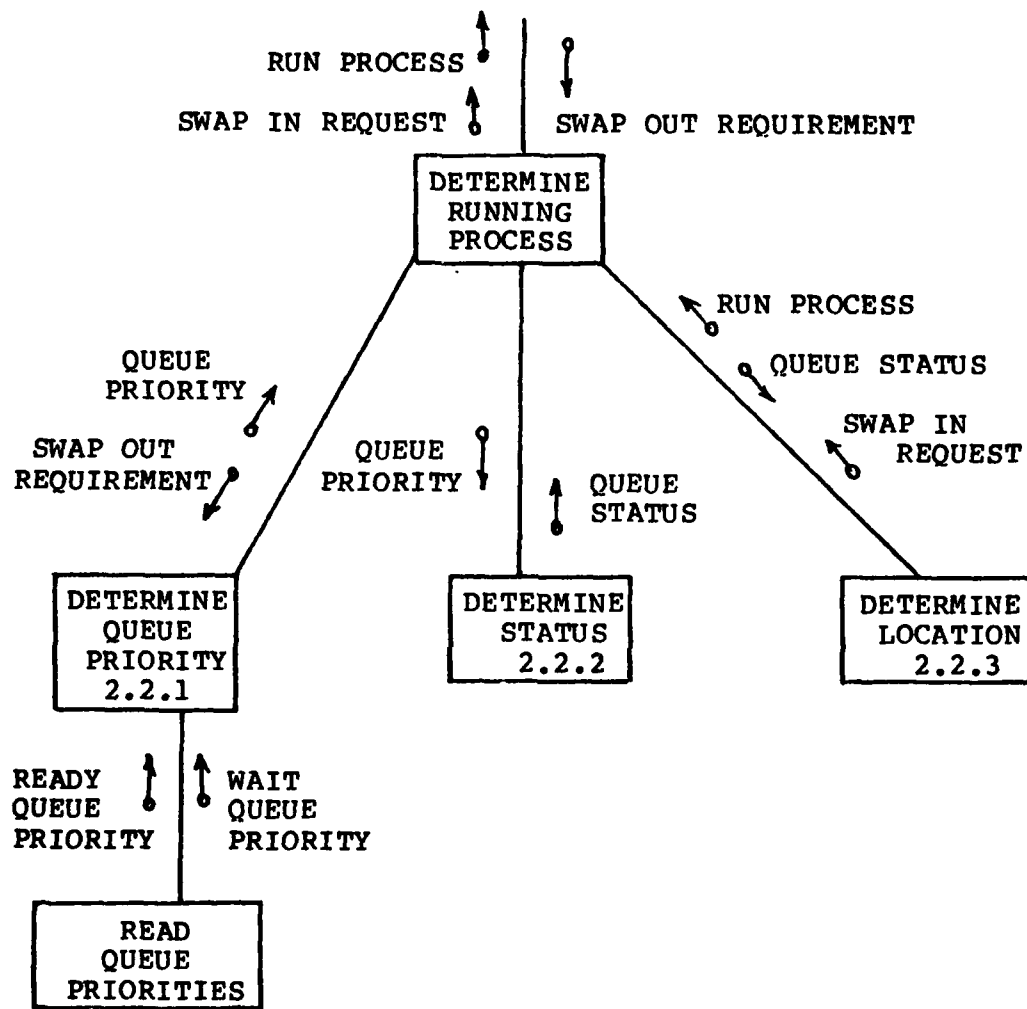 RUN PROCESS
SWAP IN REQUEST
SWAP OUT REQUIREMENT
DETERMINE
RUNNING
PROCESS
RUN PROCESS
QUEUE STATUS
SWAP IN
REQUEST
QUEUE
PRIORITY
SWAP OUT
REQUIREMENT
QUEUE
PRIORITY
QUEUE
STATUS
DETERMINE
QUEUE
PRIORITY
2.2.1
DETERMINE
STATUS
2.2.2
DETERMINE
LOCATION
2.2.3
READY
QUEUE
PRIORITY
WAIT
QUEUE
PRIORITY
READ
QUEUE
PRIORITIES